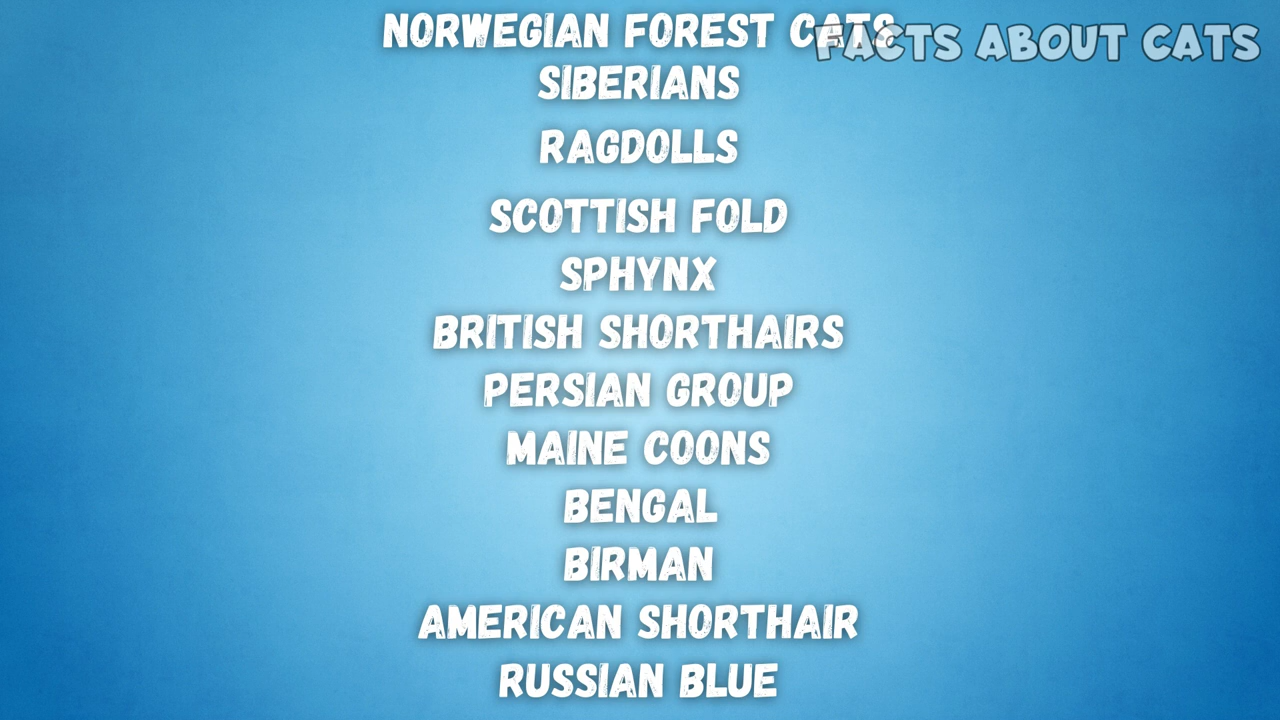 NORWEGIAN FOREST CATS
FACTS ABOUT CATS
SIBERIANS
RAGDOLLS
SCOTTISH FOLD
SPHYNX
BRITISH SHORTHAIRS
PERSIAN GROUP
MAINE COONS
BENGAL
BIRMAN
AMERICAN SHORTHAIR
RUSSIAN BLUE